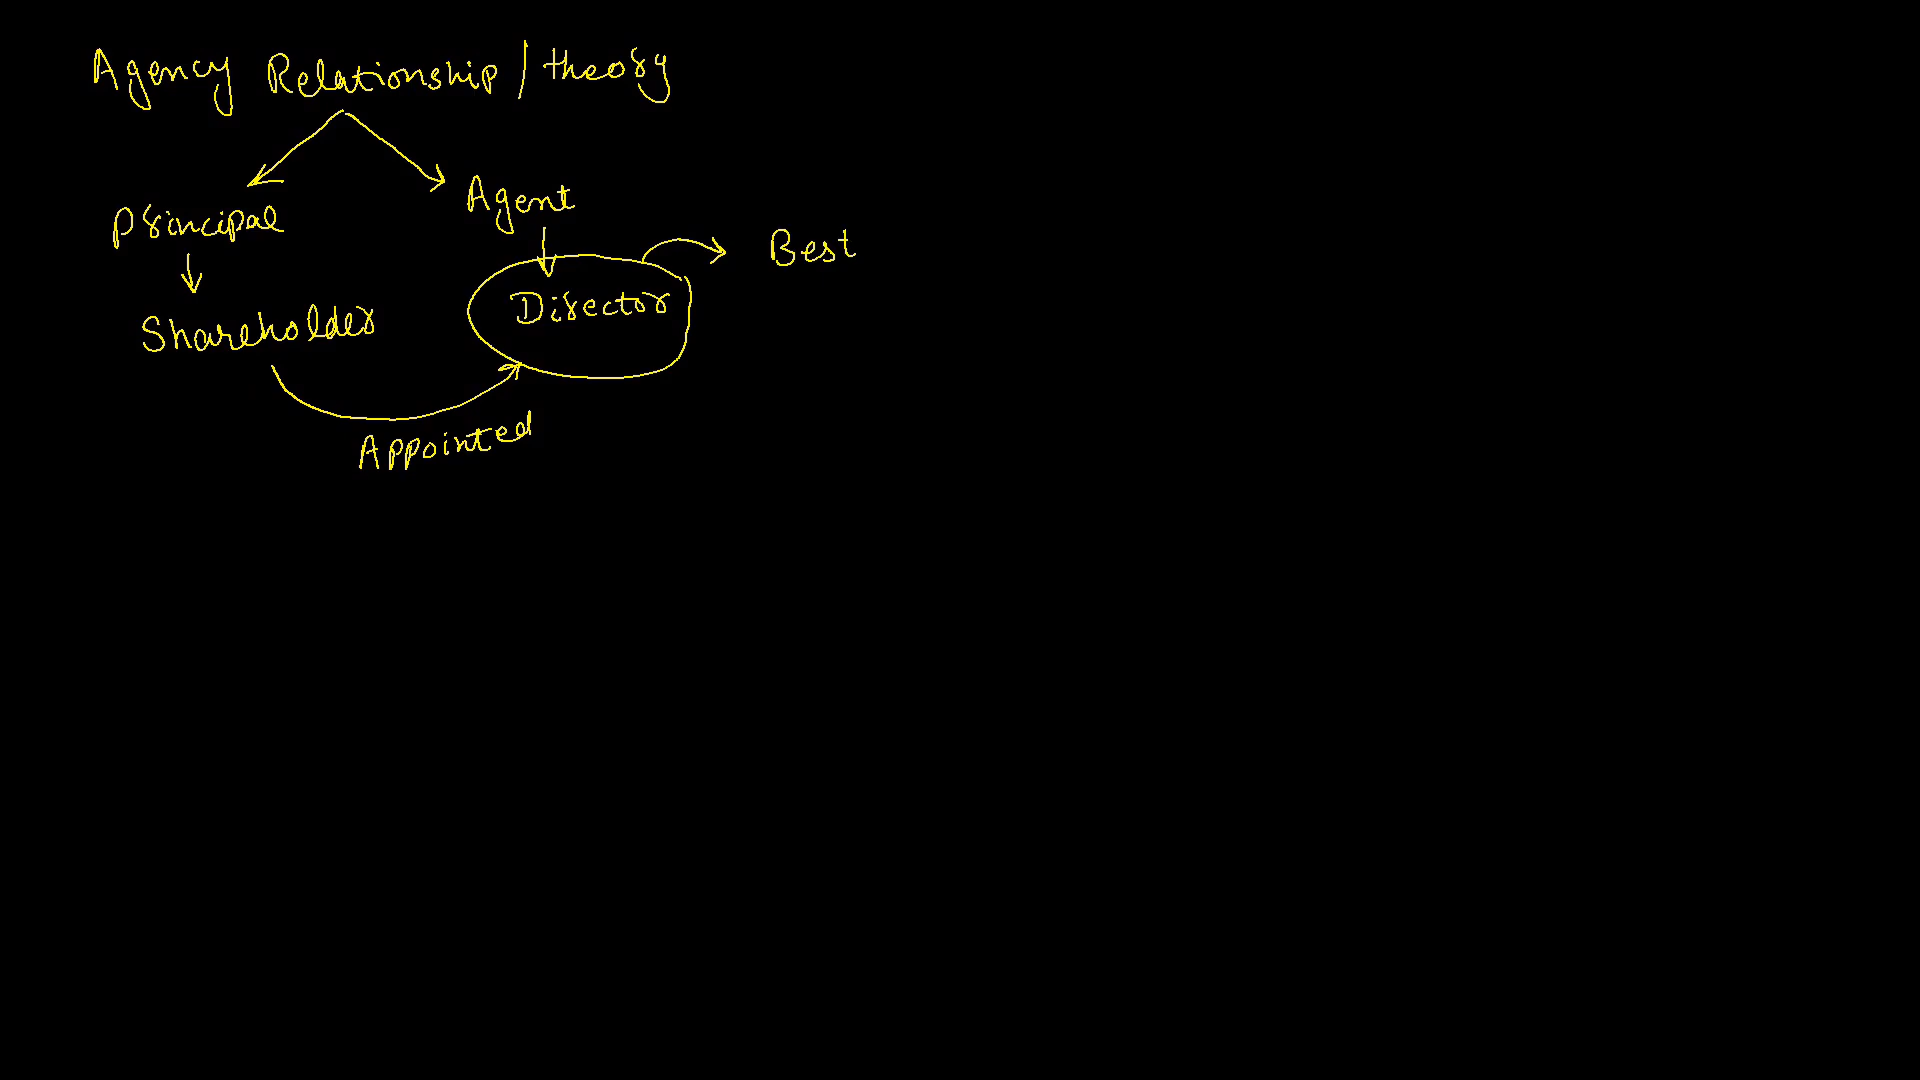 Agency Relationship / theory
Principal
Agent
Best
Shareholder
Director
Appointed